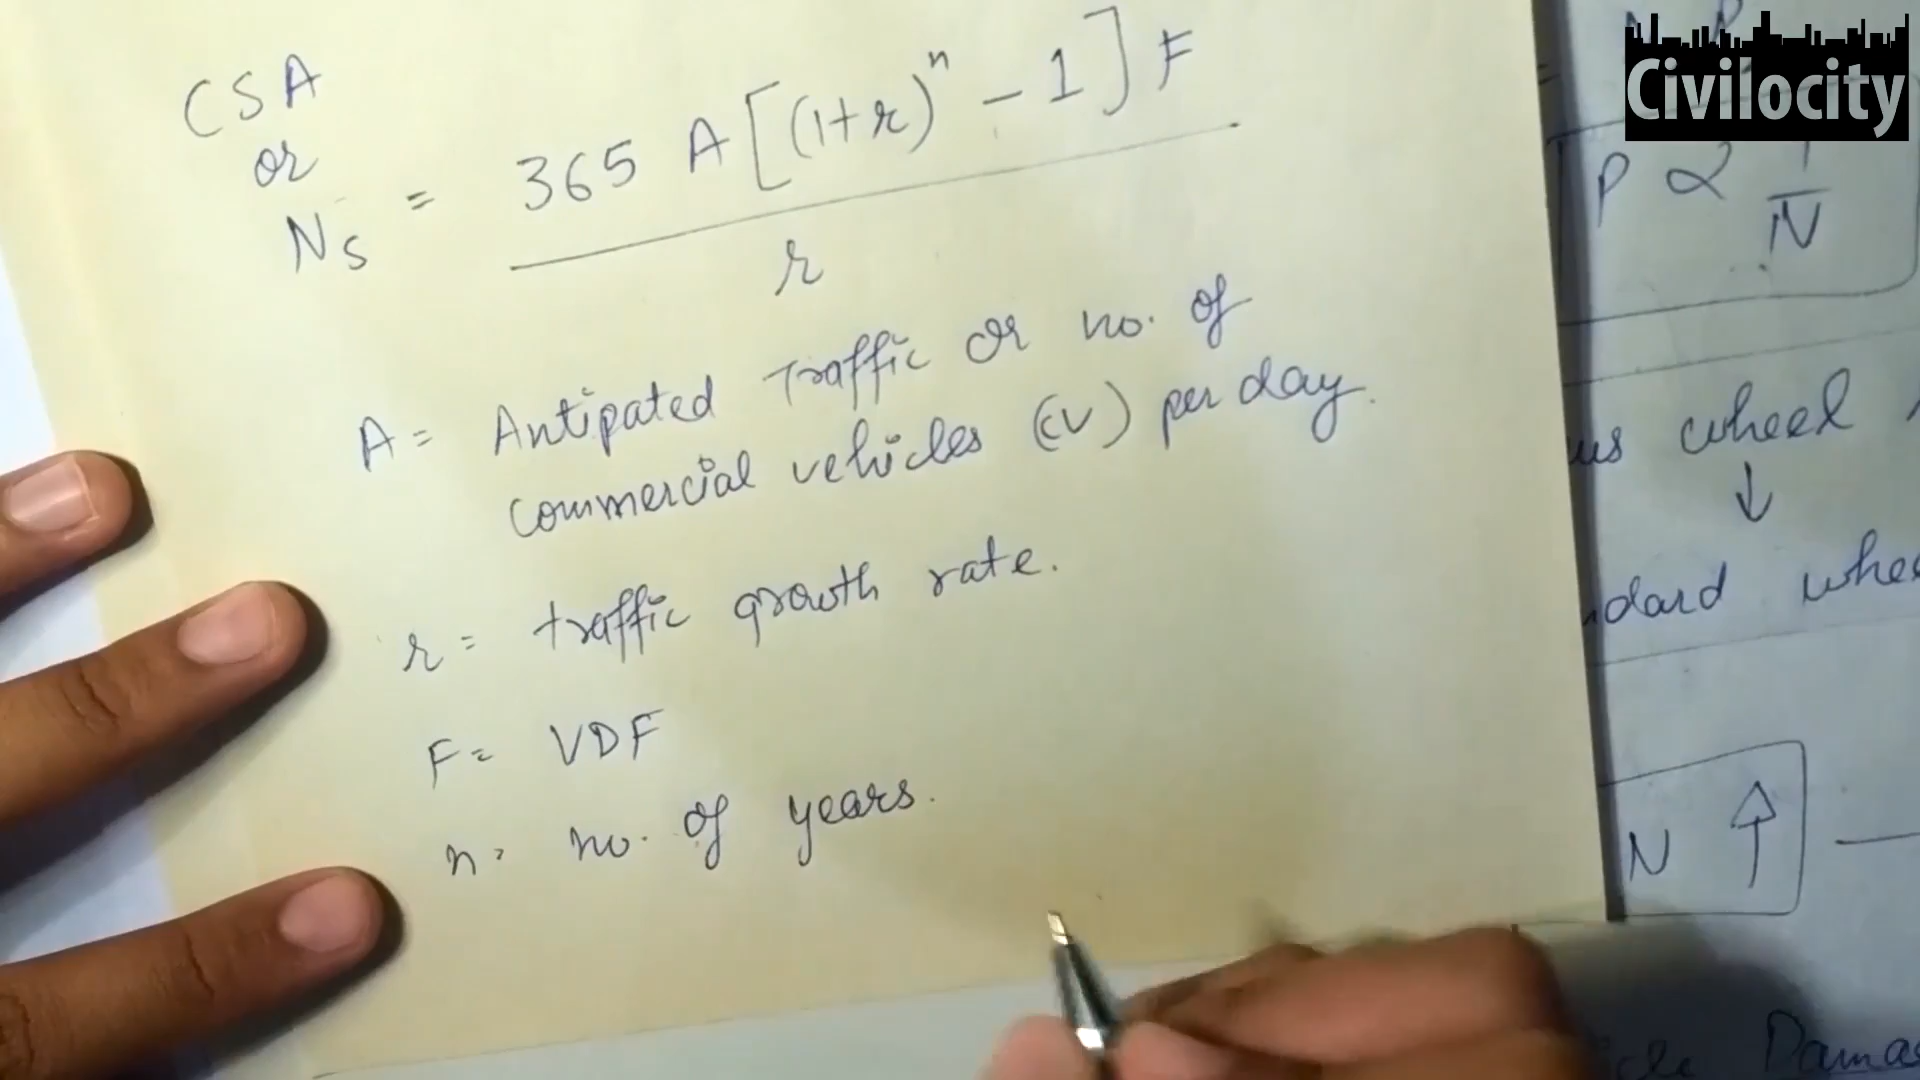 Civilocity
CSA
or
Ns = 365 A[(1+r)^n - 1] F
r
A = Antipated Traffic or no. of
commercial vehicles (CV) per day.
r = traffic growth rate.
F = VDF
n = no. of years.
P ∝ 1
N
wheel
↓
wheel
N ↑